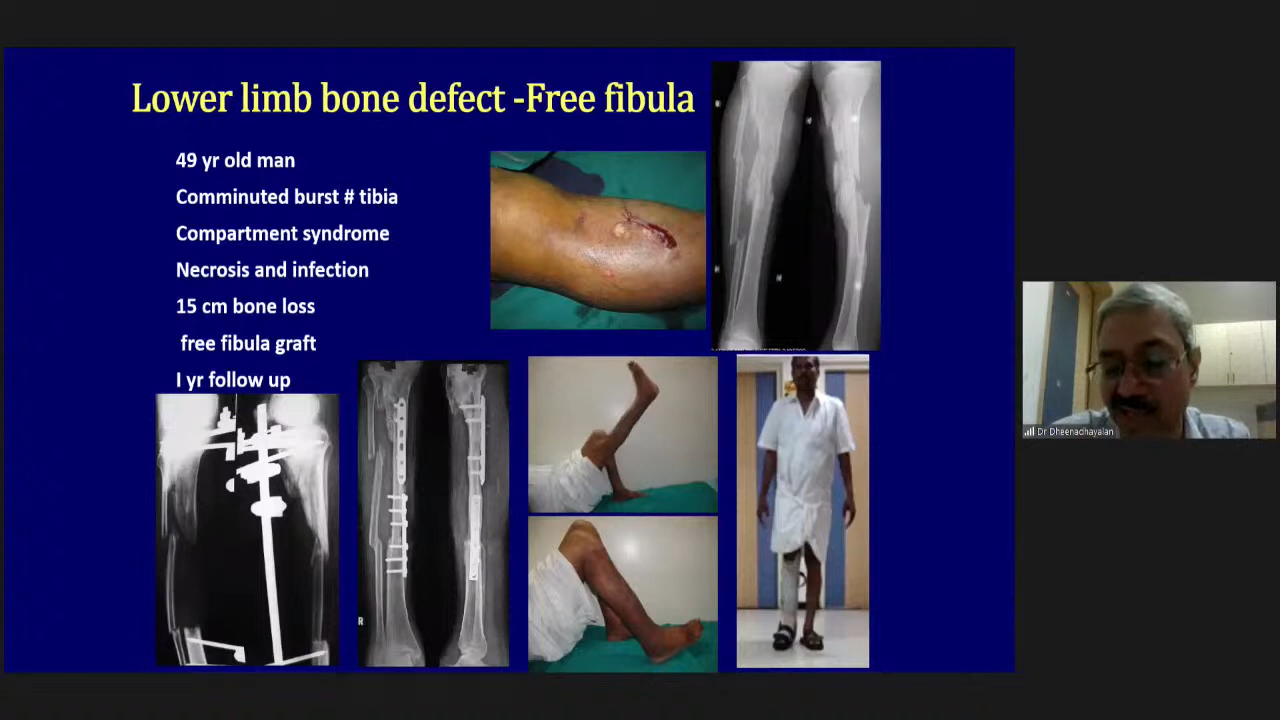 Lower limb bone defect -Free fibula
49 yr old man
Comminuted burst # tibia
Compartment syndrome
Necrosis and infection
15 cm bone loss
free fibula graft
I yr follow up
R
Dr Dheenadhayalan